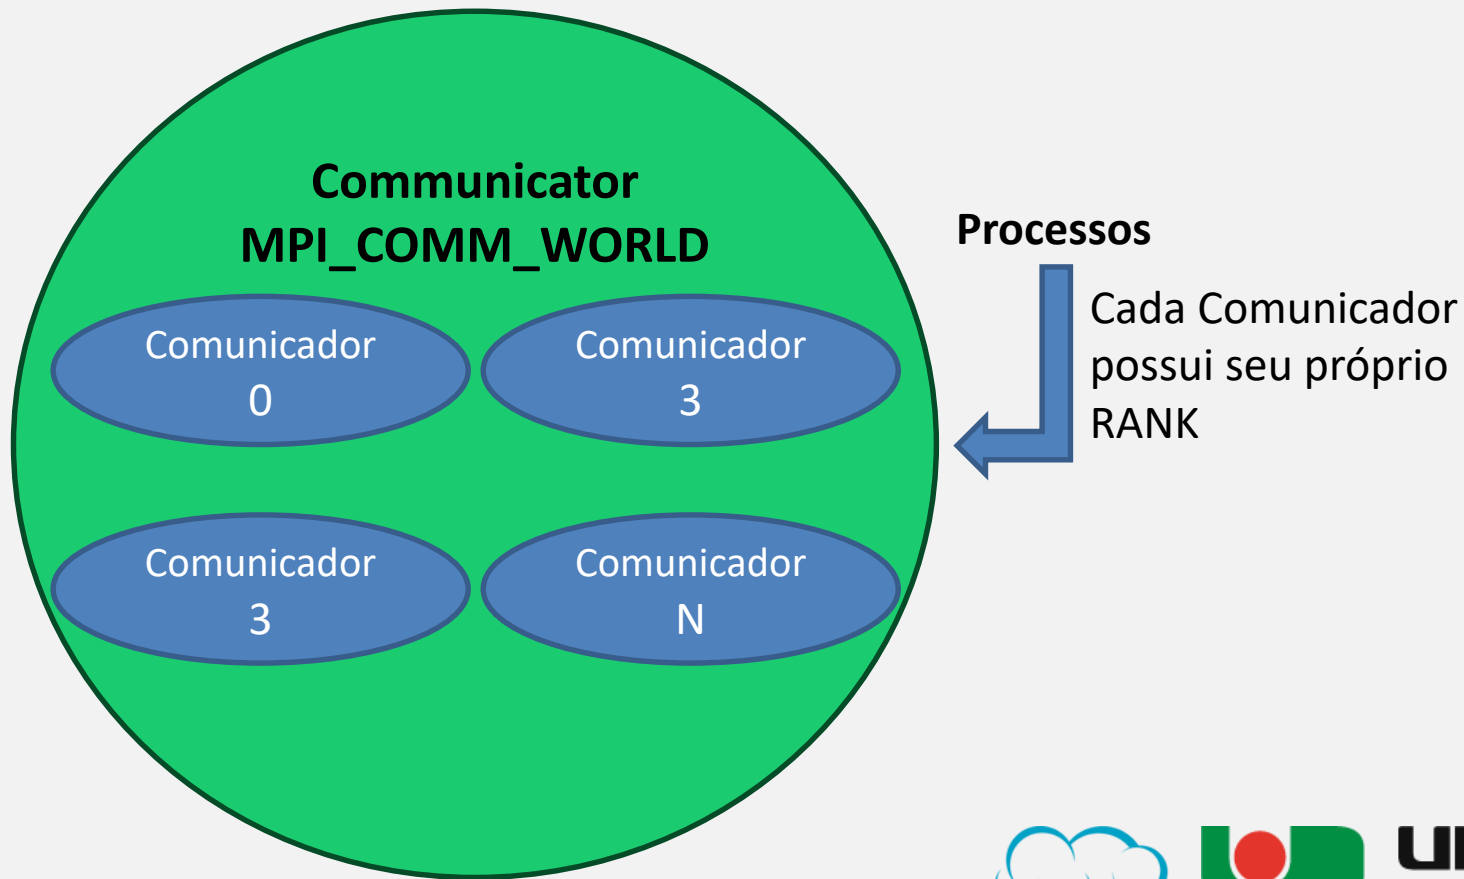 Communicator
MPI_COMM_WORLD
Comunicador
0
Comunicador
3
Comunicador
3
Comunicador
N
Processos
Cada Comunicador
possui seu próprio
RANK